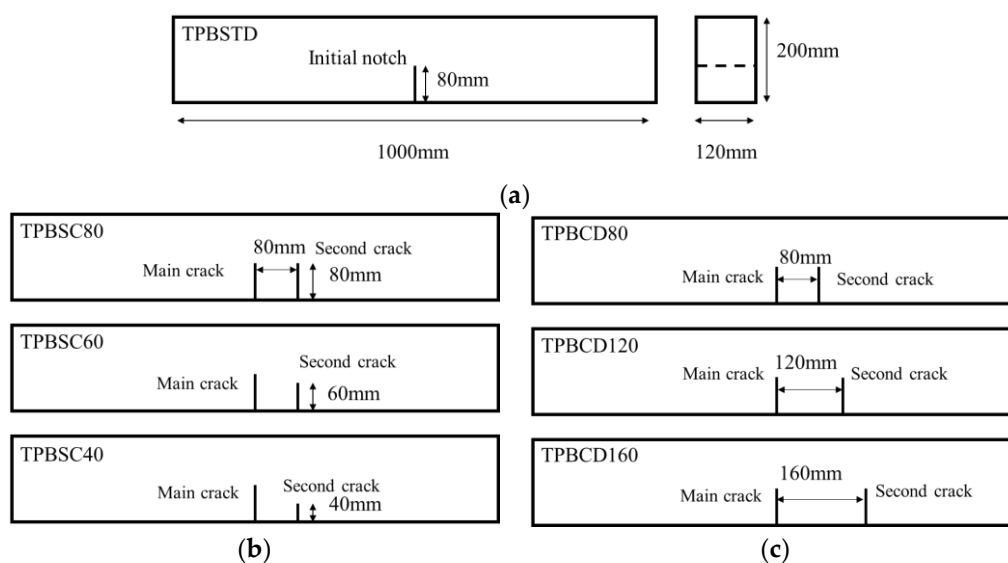 TPBSTD
Initial notch
80mm
200mm
1000mm
120mm
(a)
TPBSC80
80mm
Second crack
Main crack
80mm
TPBSC60
Second crack
Main crack
60mm
TPBSC40
Main crack
Second crack
40mm
(b)
TPBCD80
80mm
Main crack
Second crack
TPBCD120
120mm
Main crack
Second crack
TPBCD160
160mm
Main crack
Second crack
(c)